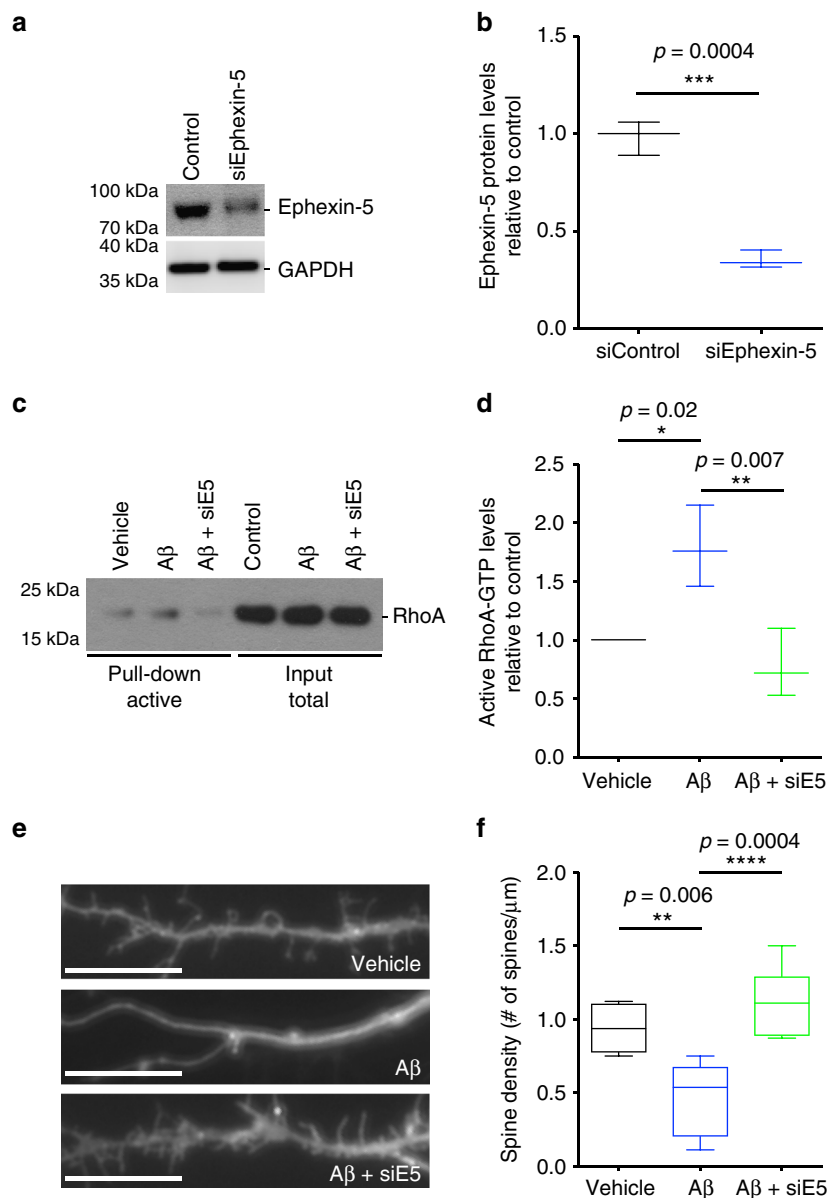 a
Control
siEphexin-5
100 kDa
70 kDa
40 kDa
35 kDa
Ephexin-5
GAPDH
b
Ephexin-5 protein levels
relative to control
1.5
1.0
0.5
0.0
p = 0.0004
***
siControl
siEphexin-5
c
Vehicle
Aβ
Aβ + siE5
Control
Aβ
Aβ + siE5
25 kDa
15 kDa
RhoA
Pull-down
active
Input
total
d
Active RhoA-GTP levels
relative to control
2.5
2.0
1.5
1.0
0.5
0.0
p = 0.02
*
p = 0.007
**
Vehicle
Aβ
Aβ + siE5
e
Vehicle
Aβ
Aβ + siE5
f
Spine density (# of spines/μm)
2.0
1.5
1.0
0.5
0.0
p = 0.0004
****
p = 0.006
**
Vehicle
Aβ
Aβ + siE5